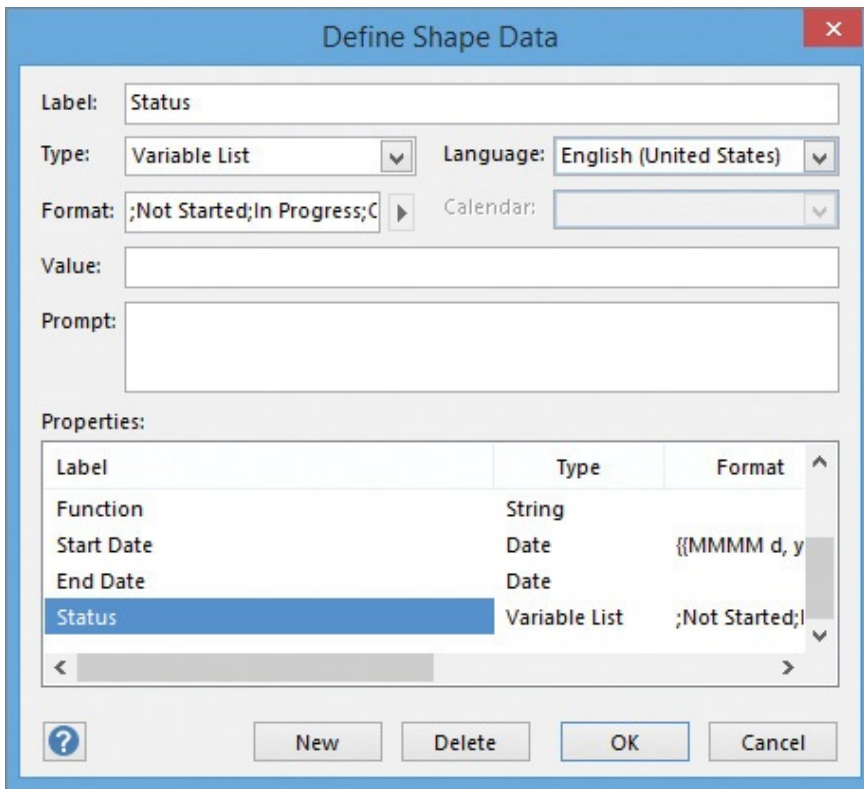 Define Shape Data
Label: Status
Type: Variable List Language: English (United States)
Format: ;Not Started;In Progress;C Calendar:
Value:
Prompt:
Properties:
Label Type Format
Function String
Start Date Date {{MMMM d, y
End Date Date
Status Variable List ;Not Started;I
? New Delete OK Cancel